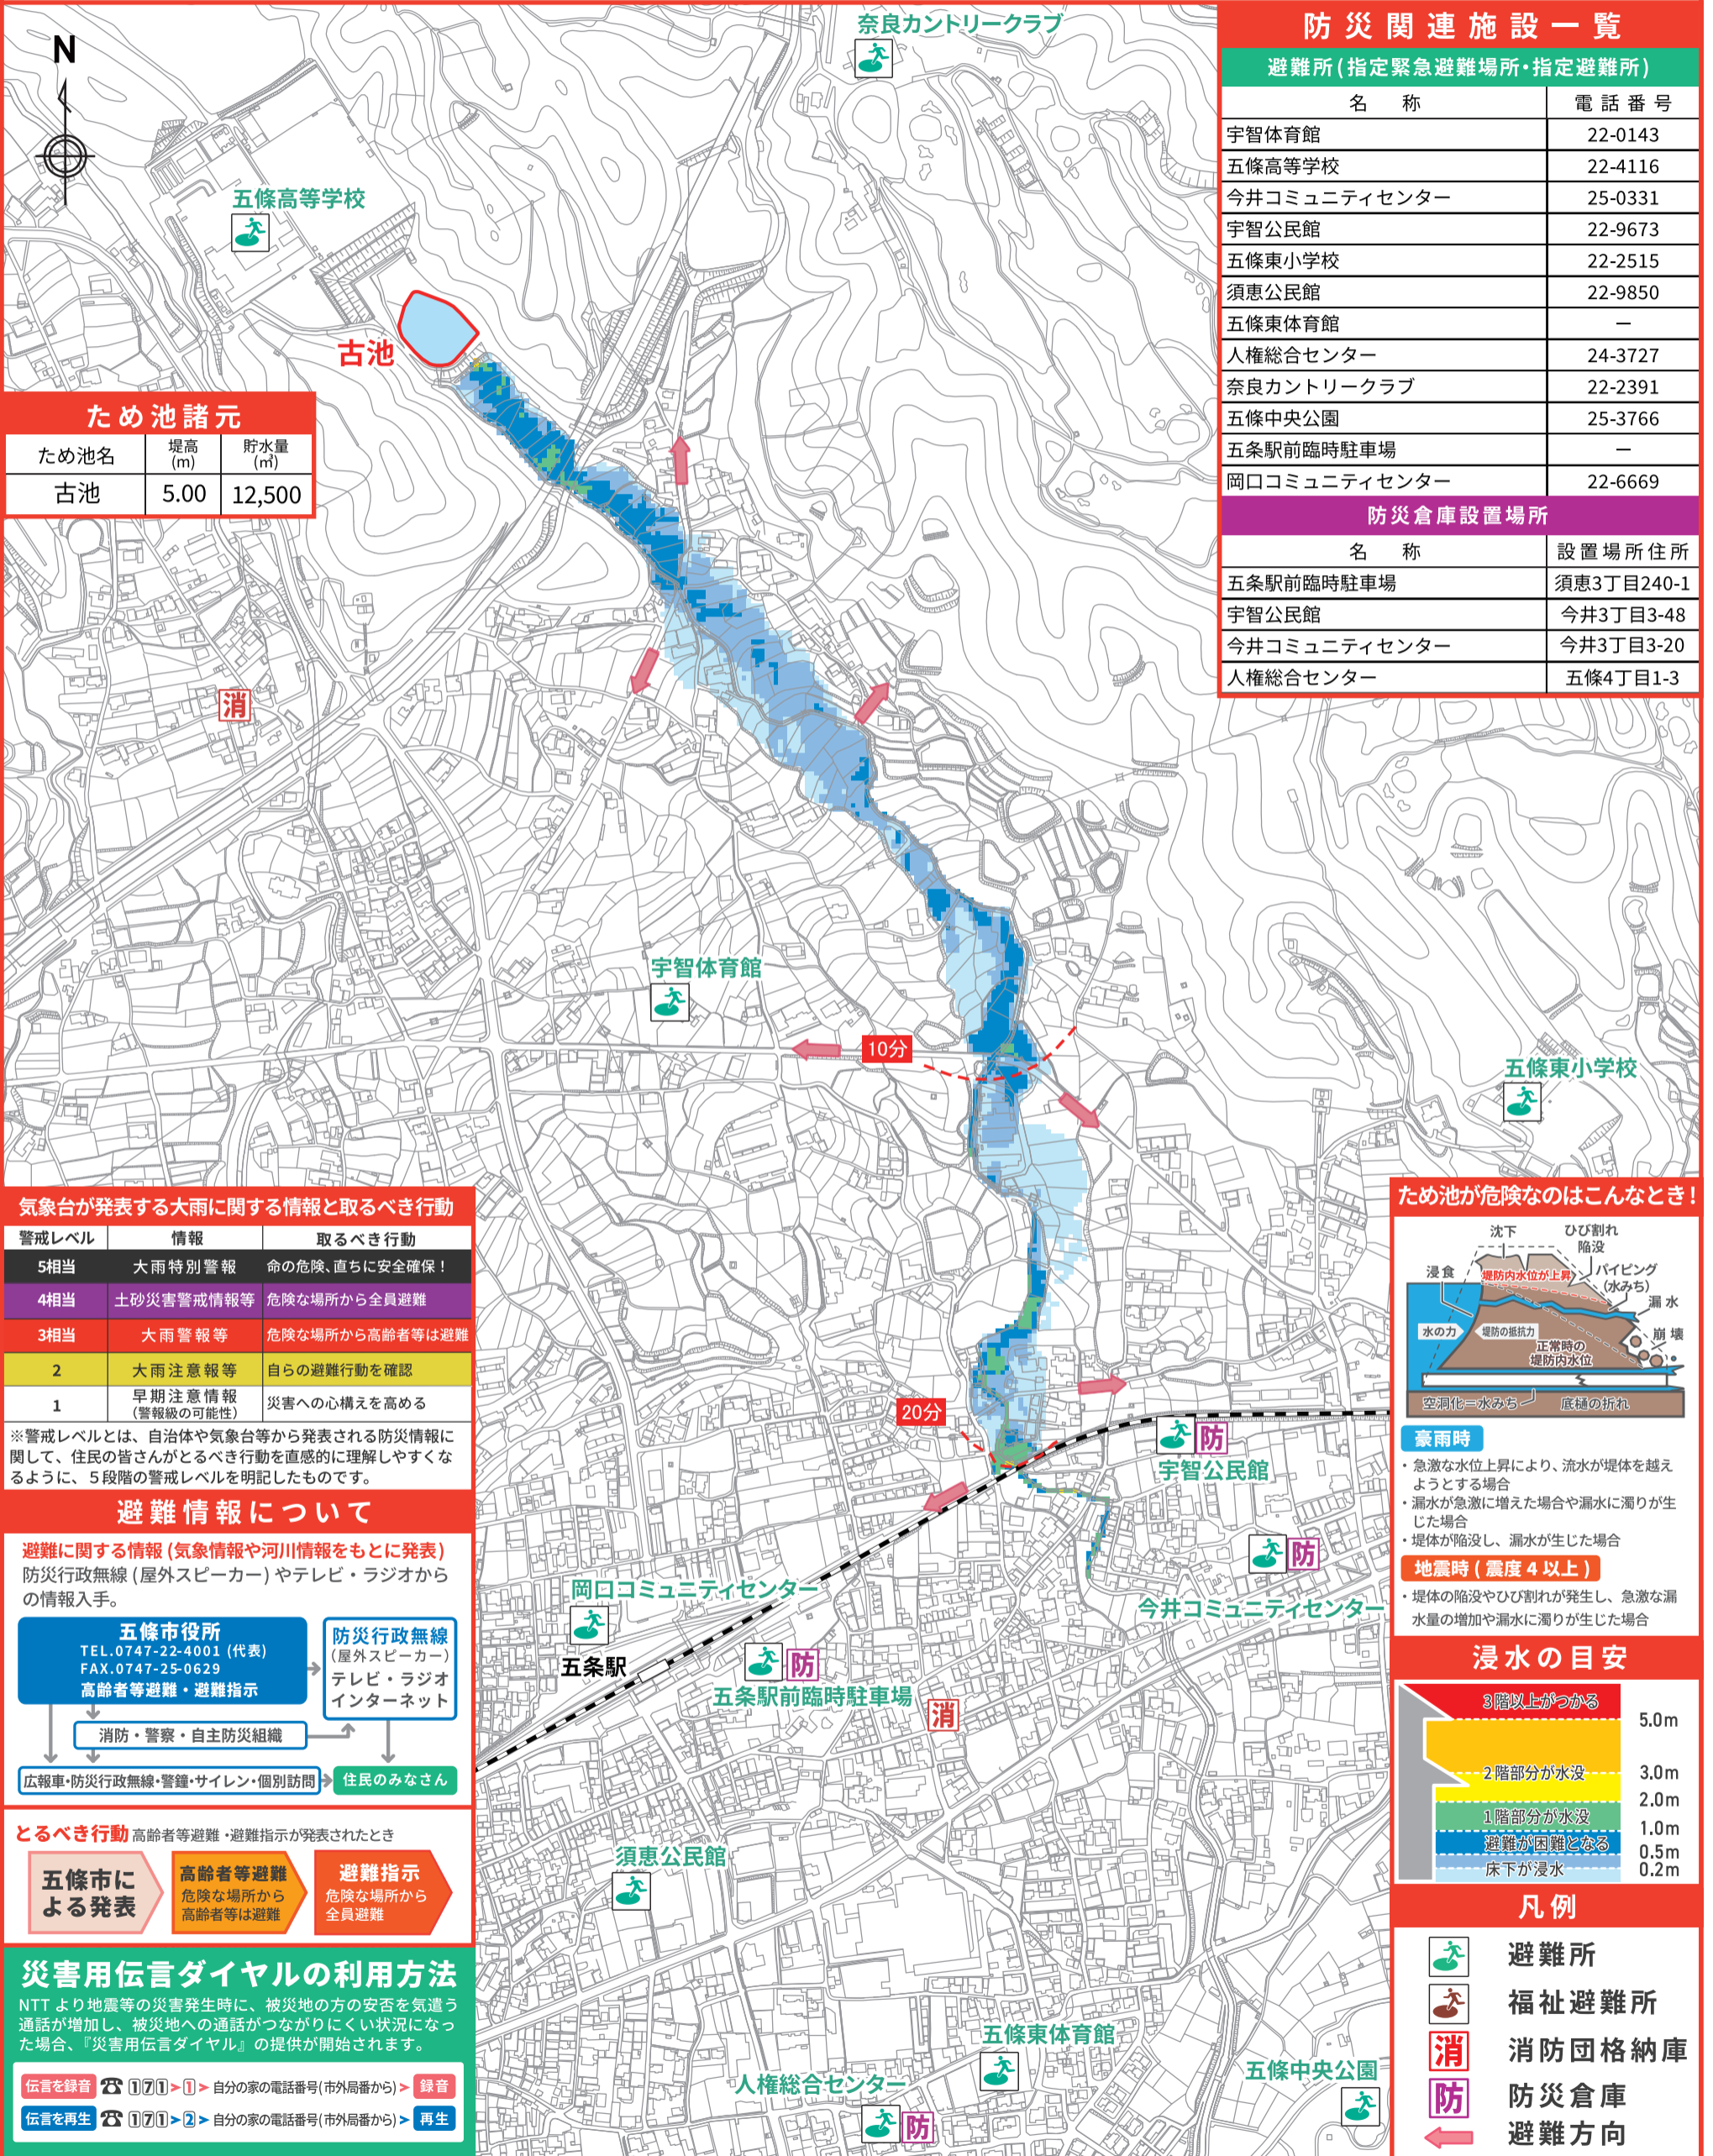 N
奈良カントリークラブ
五條高等学校
古池
ため池諸元
ため池名 堤高(m) 貯水量(㎥)
古池 5.00 12,500
消
宇智体育館
10分
五條東小学校
20分
防
宇智公民館
防
今井コミュニティセンター
岡口コミュニティセンター
五条駅
防
五条駅前臨時駐車場
消
須恵公民館
五條東体育館
人権総合センター
防
五條中央公園
防災関連施設一覧
避難所(指定緊急避難場所・指定避難所)
名 称 電話番号
宇智体育館 22-0143
五條高等学校 22-4116
今井コミュニティセンター 25-0331
宇智公民館 22-9673
五條東小学校 22-2515
須恵公民館 22-9850
五條東体育館 ー
人権総合センター 24-3727
奈良カントリークラブ 22-2391
五條中央公園 25-3766
五条駅前臨時駐車場 ー
岡口コミュニティセンター 22-6669
防災倉庫設置場所
名 称 設置場所住所
五条駅前臨時駐車場 須恵3丁目240-1
宇智公民館 今井3丁目3-48
今井コミュニティセンター 今井3丁目3-20
人権総合センター 五條4丁目1-3
気象台が発表する大雨に関する情報と取るべき行動
警戒レベル 情報 取るべき行動
5相当 大雨特別警報 命の危険、直ちに安全確保！
4相当 土砂災害警戒情報等 危険な場所から全員避難
3相当 大雨警報等 危険な場所から高齢者等は避難
2 大雨注意報等 自らの避難行動を確認
1 早期注意情報(警報級の可能性) 災害への心構えを高める
※警戒レベルとは、自治体や気象台等から発表される防災情報に
関して、住民の皆さんがとるべき行動を直感的に理解しやすくな
るように、５段階の警戒レベルを明記したものです。
避難情報について
避難に関する情報(気象情報や河川情報をもとに発表)
防災行政無線(屋外スピーカー)やテレビ・ラジオから
の情報入手。
五條市役所
TEL.0747-22-4001 (代表)
FAX.0747-25-0629
高齢者等避難・避難指示
防災行政無線
(屋外スピーカー)
テレビ・ラジオ
インターネット
消防・警察・自主防災組織
広報車・防災行政無線・警鐘・サイレン・個別訪問
住民のみなさん
とるべき行動 高齢者等避難・避難指示が発表されたとき
五條市に
よる発表
高齢者等避難
危険な場所から
高齢者等は避難
避難指示
危険な場所から
全員避難
災害用伝言ダイヤルの利用方法
NTTより地震等の災害発生時に、被災地の方の安否を気遣う
通話が増加し、被災地への通話がつながりにくい状況になっ
た場合、『災害用伝言ダイヤル』の提供が開始されます。
伝言を録音 ☎ 171>1> 自分の家の電話番号(市外局番から)> 録音
伝言を再生 ☎ 171>2> 自分の家の電話番号(市外局番から)> 再生
ため池が危険なのはこんなとき！
沈下
ひび割れ
陥没
浸食
堤防内水位が上昇
パイピング
(水みち)
漏水
水の力
堤防の抵抗力
崩壊
正常時の
堤防内水位
空洞化＝水みち
底樋の折れ
豪雨時
・急激な水位上昇により、流水が堤体を越え
ようとする場合
・漏水が急激に増えた場合や漏水に濁りが生
じた場合
・堤体が陥没し、漏水が生じた場合
地震時(震度４以上)
・堤体の陥没やひび割れが発生し、急激な漏
水量の増加や漏水に濁りが生じた場合
浸水の目安
3階以上がつかる
5.0m
2階部分が水没
3.0m
2.0m
1階部分が水没
1.0m
避難が困難となる
0.5m
床下が浸水
0.2m
凡例
避難所
福祉避難所
消 消防団格納庫
防 防災倉庫
避難方向